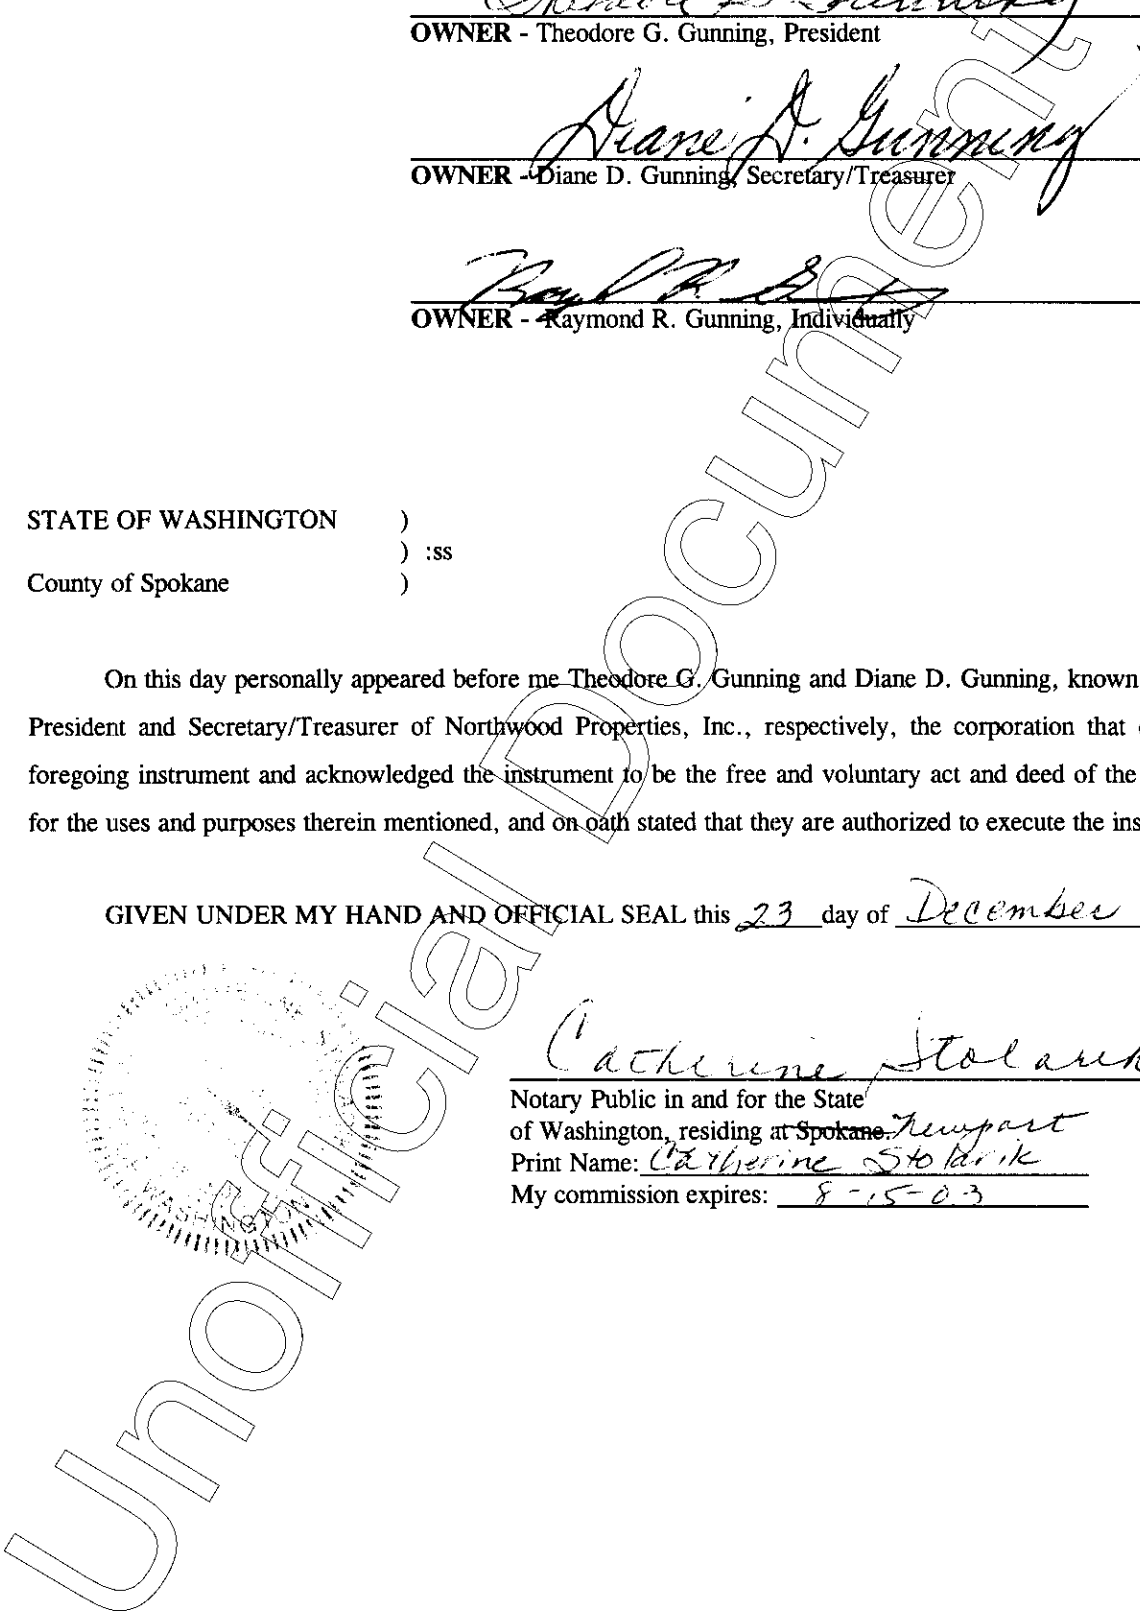 OWNER - Theodore G. Gunning, President
Diane D. Gunning
OWNER - Diane D. Gunning, Secretary/Treasurer
OWNER - Raymond R. Gunning, Individually
STATE OF WASHINGTON )
) :ss
County of Spokane )
On this day personally appeared before me Theodore G. Gunning and Diane D. Gunning, known
President and Secretary/Treasurer of Northwood Properties, Inc., respectively, the corporation that
foregoing instrument and acknowledged the instrument to be the free and voluntary act and deed of the
for the uses and purposes therein mentioned, and on oath stated that they are authorized to execute the ins
GIVEN UNDER MY HAND AND OFFICIAL SEAL this 23 day of December
Catherine Stolarik
Notary Public in and for the State
of Washington, residing at Spokane. Newport
Print Name: Catherine Stolarik
My commission expires: 8-15-03
WASHINGTON
Unofficial Document